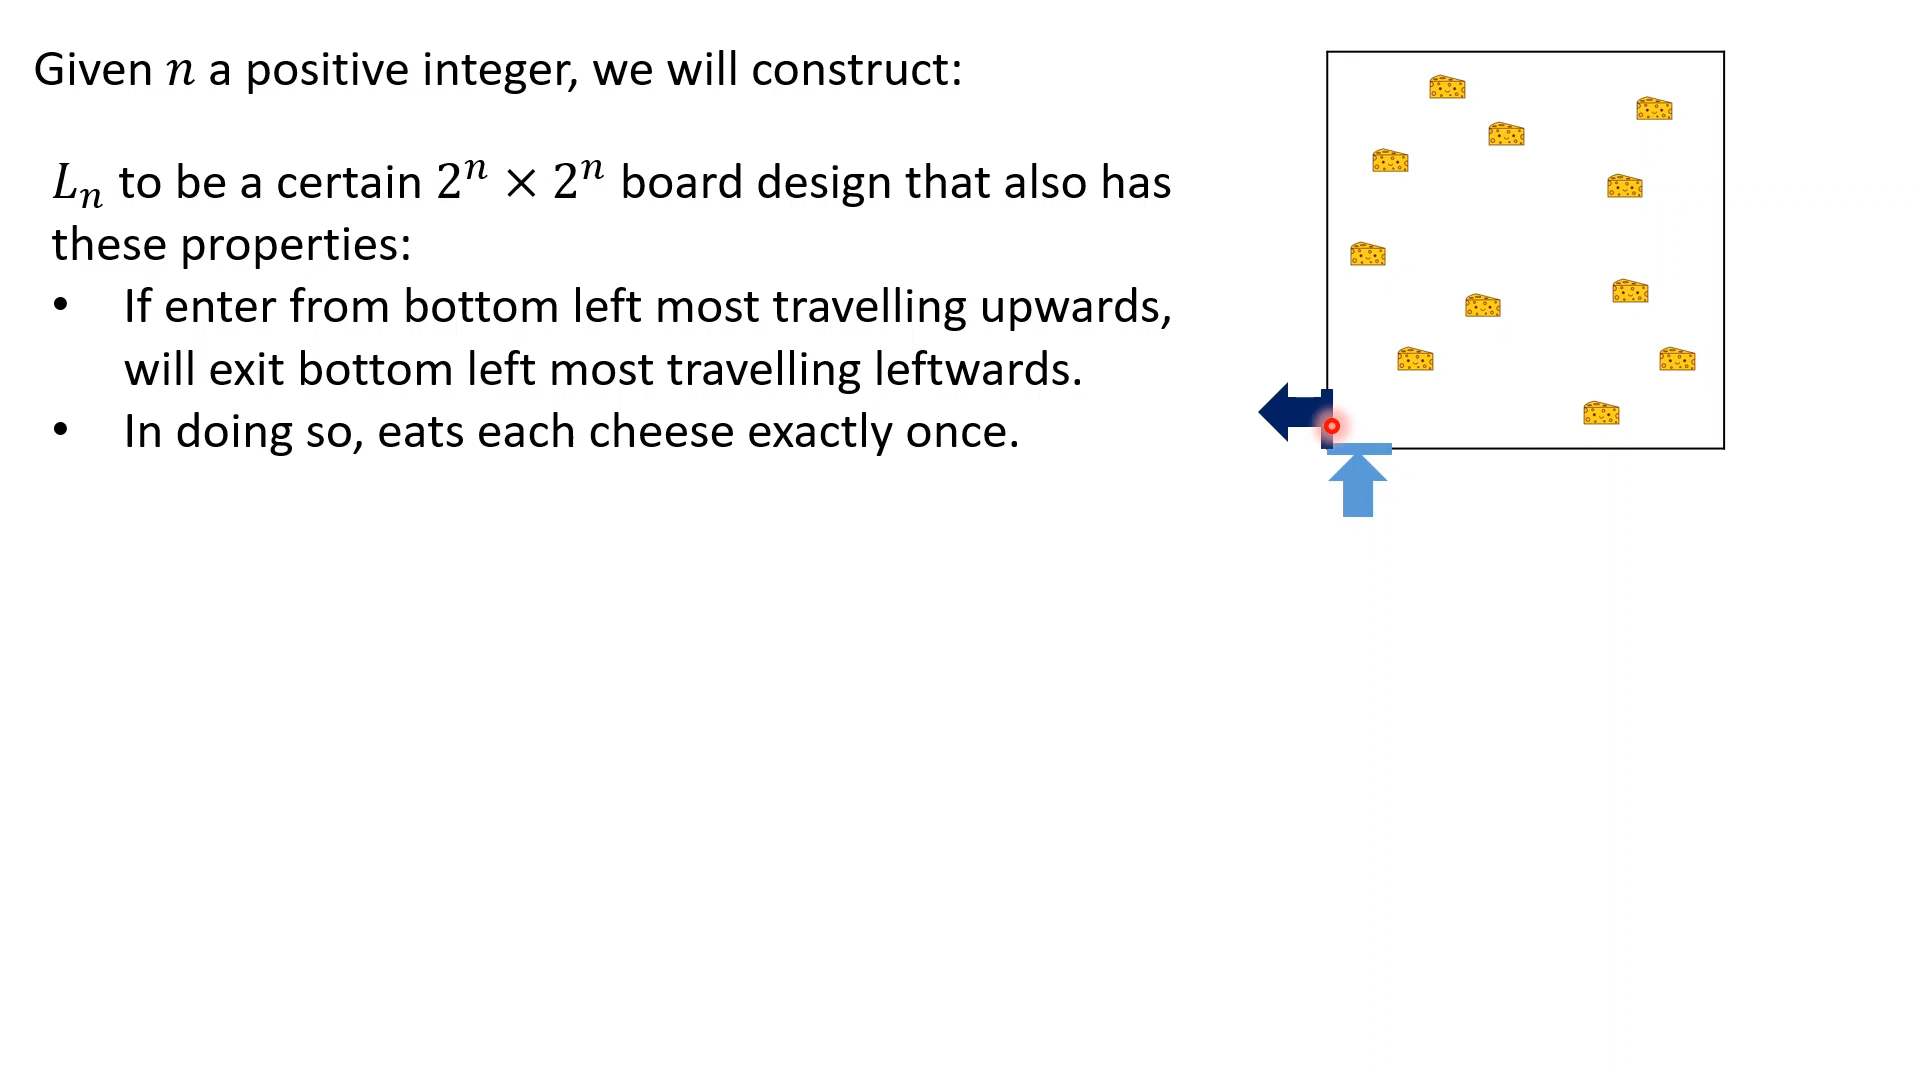 Given 𝑛 a positive integer, we will construct:
𝐿ₙ to be a certain 2ⁿ × 2ⁿ board design that also has
these properties:
• If enter from bottom left most travelling upwards,
will exit bottom left most travelling leftwards.
• In doing so, eats each cheese exactly once.